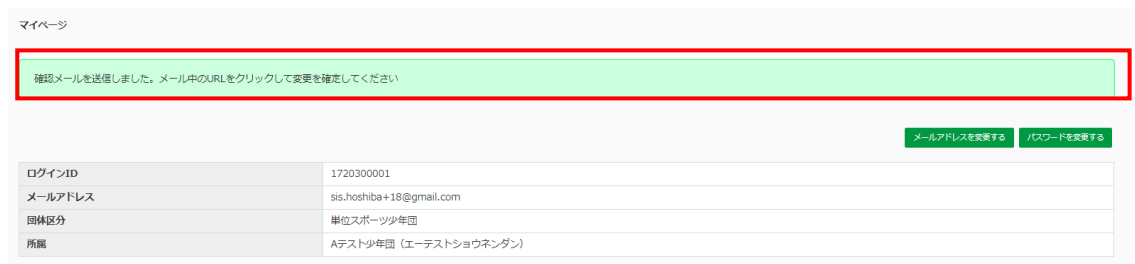 マイページ
確認メールを送信しました。メール中のURLをクリックして変更を確定してください
メールアドレスを変更する パスワードを変更する
ログインID 1720300001
メールアドレス sis.hoshiba+18@gmail.com
団体区分 単位スポーツ少年団
所属 Aテスト少年団（エーテストショウネンダン）